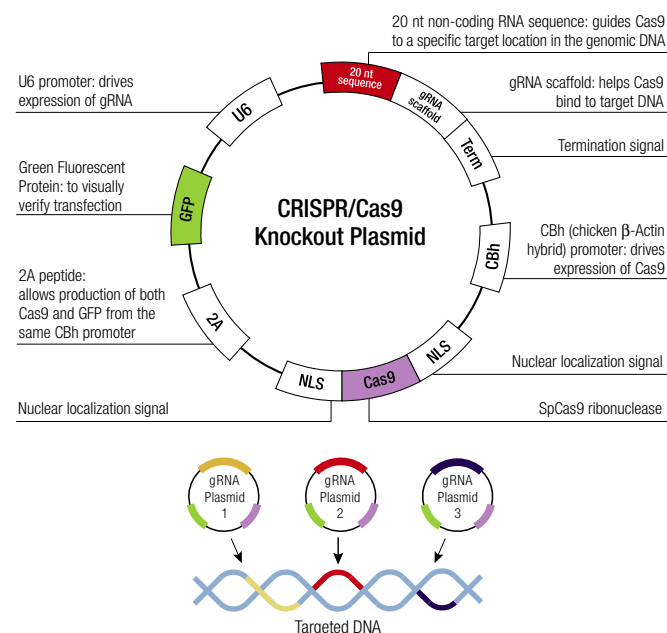 20 nt non-coding RNA sequence: guides Cas9
to a specific target location in the genomic DNA
U6 promoter: drives
expression of gRNA
gRNA scaffold: helps Cas9
bind to target DNA
Termination signal
Green Fluorescent
Protein: to visually
verify transfection
CBh (chicken β-Actin
hybrid) promoter: drives
expression of Cas9
2A peptide:
allows production of both
Cas9 and GFP from the
same CBh promoter
Nuclear localization signal
Nuclear localization signal
SpCas9 ribonuclease
20 nt
sequence
gRNA
scaffold
Term
CBh
NLS
Cas9
NLS
2A
GFP
U6
CRISPR/Cas9
Knockout Plasmid
gRNA
Plasmid
1
gRNA
Plasmid
2
gRNA
Plasmid
3
Targeted DNA